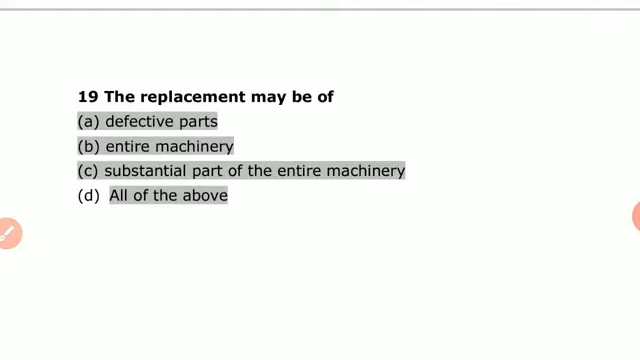 19 The replacement may be of
(a) defective parts
(b) entire machinery
(c) substantial part of the entire machinery
(d) All of the above